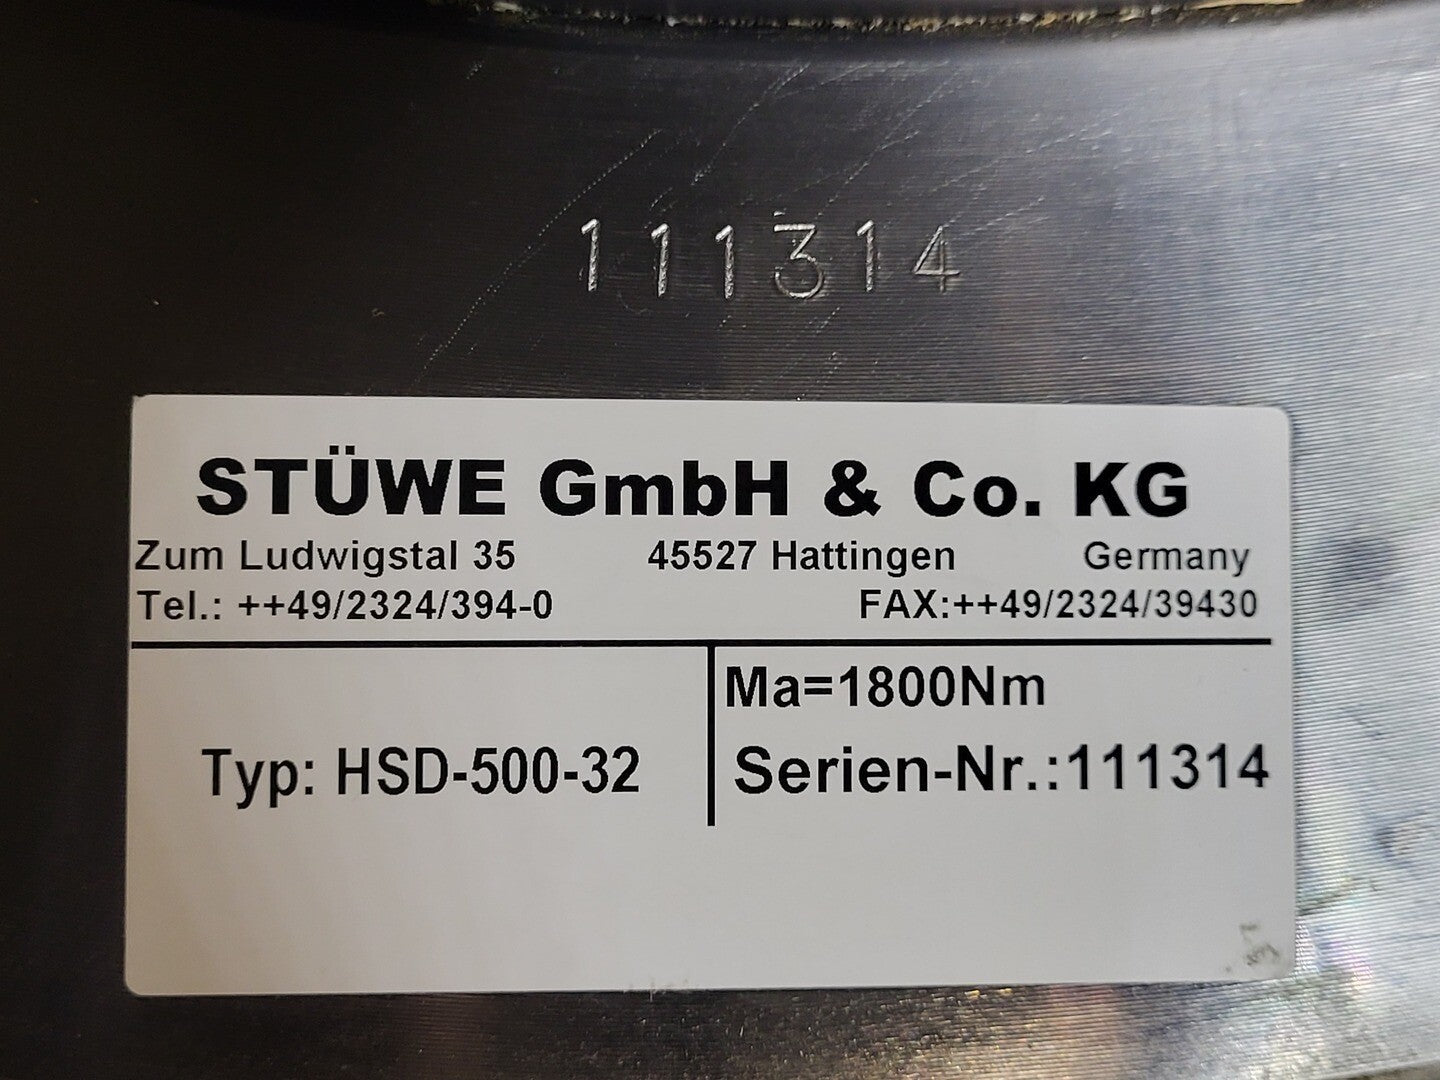 111314
STÜWE GmbH & Co. KG
Zum Ludwigstal 35 45527 Hattingen Germany
Tel.: ++49/2324/394-0 FAX:++49/2324/39430
Ma=1800Nm
Typ: HSD-500-32 Serien-Nr.:111314